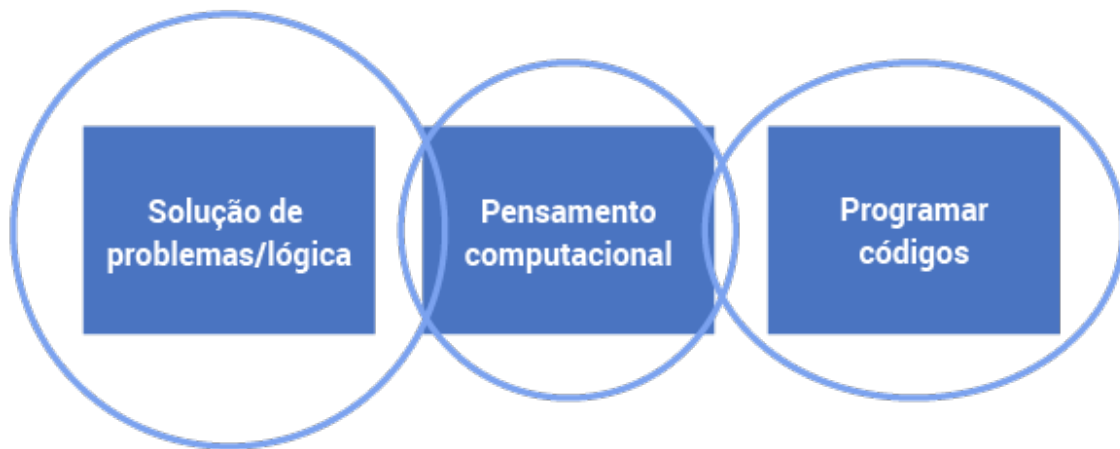 Solução de
problemas/lógica
Pensamento
computacional
Programar
códigos